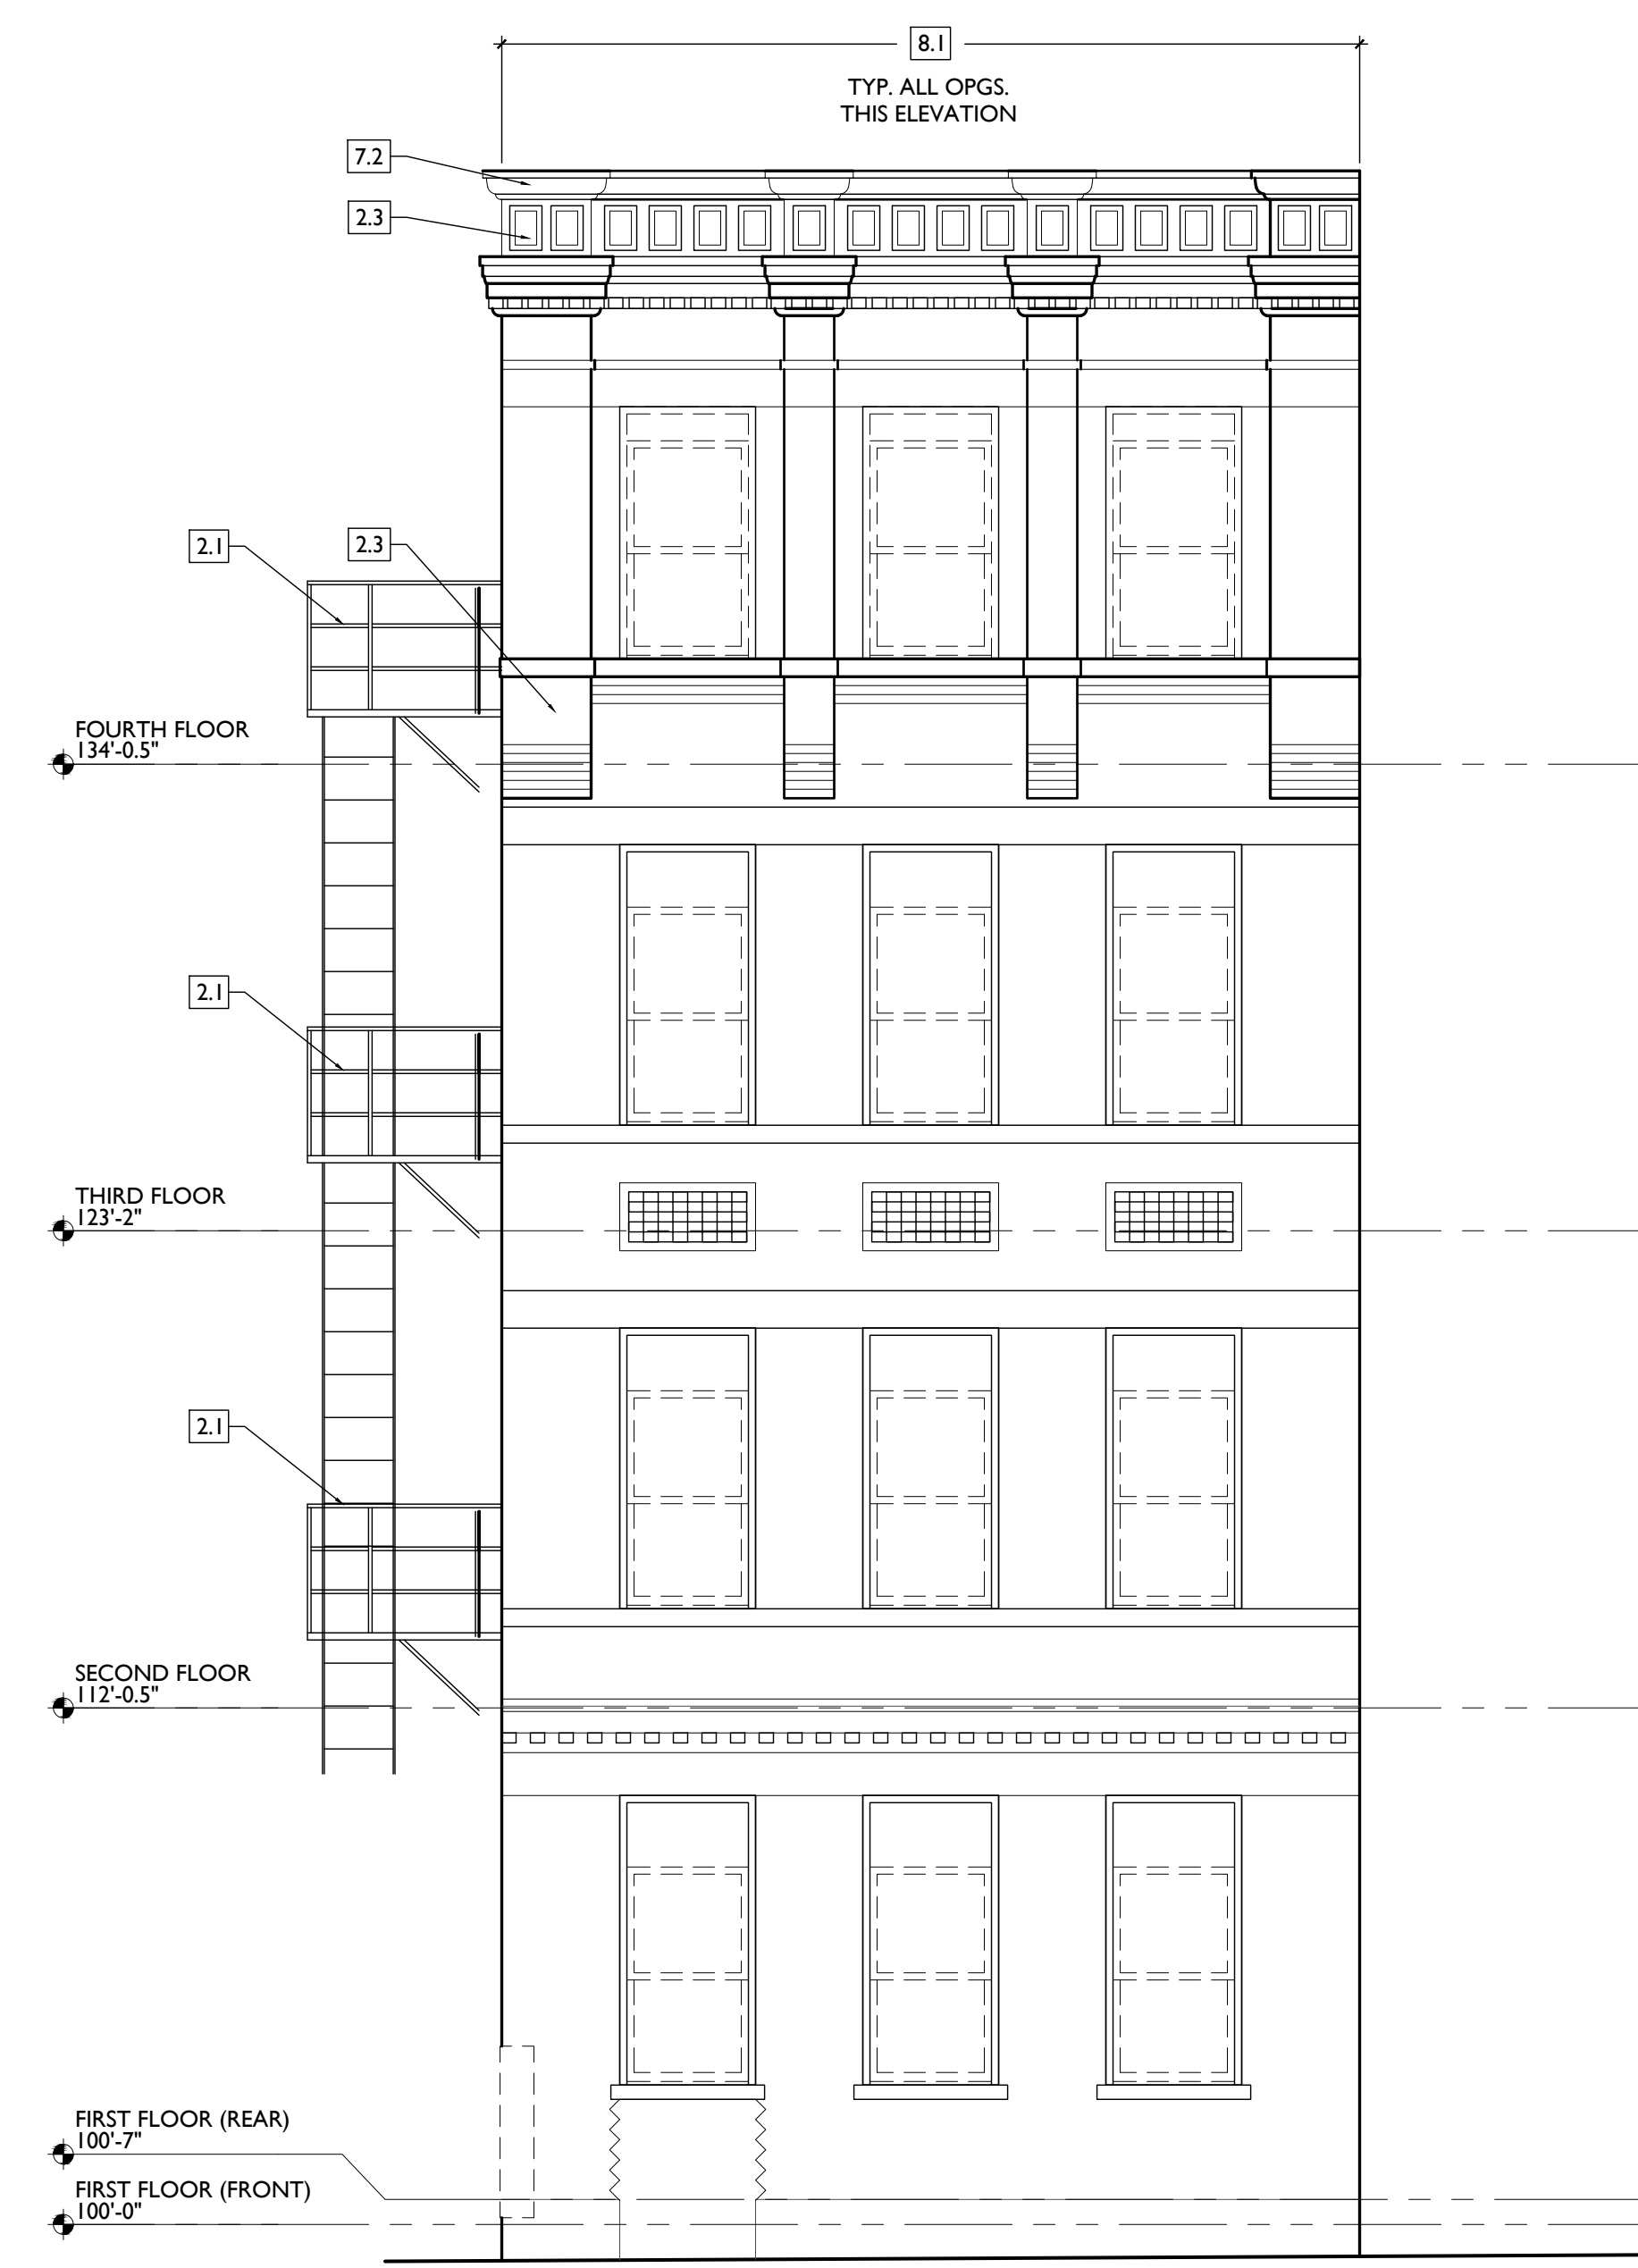 8.1
TYP. ALL OPGS.
THIS ELEVATION
7.2
2.3
2.1
2.3
FOURTH FLOOR
134'-0.5"
2.1
THIRD FLOOR
123'-2"
2.1
SECOND FLOOR
112'-0.5"
FIRST FLOOR (REAR)
100'-7"
FIRST FLOOR (FRONT)
100'-0"